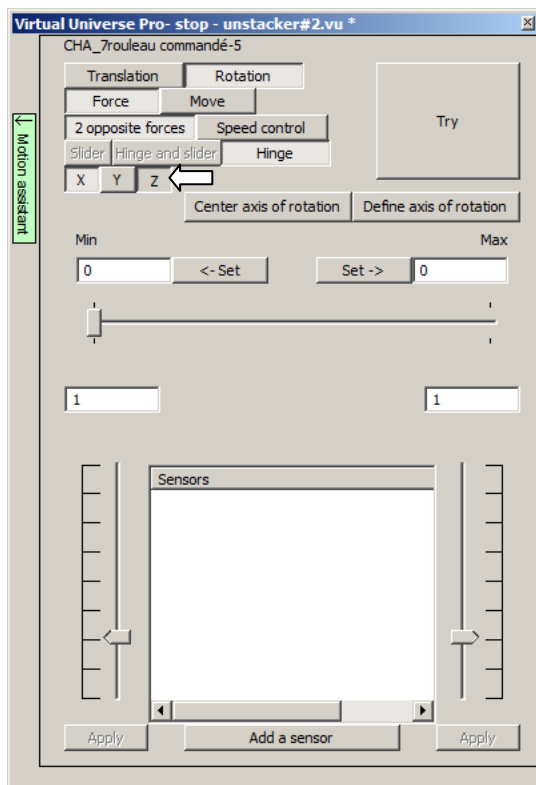 Virtual Universe Pro- stop - unstacker#2.vu *
CHA_7rouleau commandé-5
Translation Rotation
Force Move
Try
2 opposite forces Speed control
Slider Hinge and slider Hinge
X Y Z
Motion assistant
Center axis of rotation Define axis of rotation
Min Max
0 <- Set Set -> 0
1 1
Sensors
Apply Add a sensor Apply